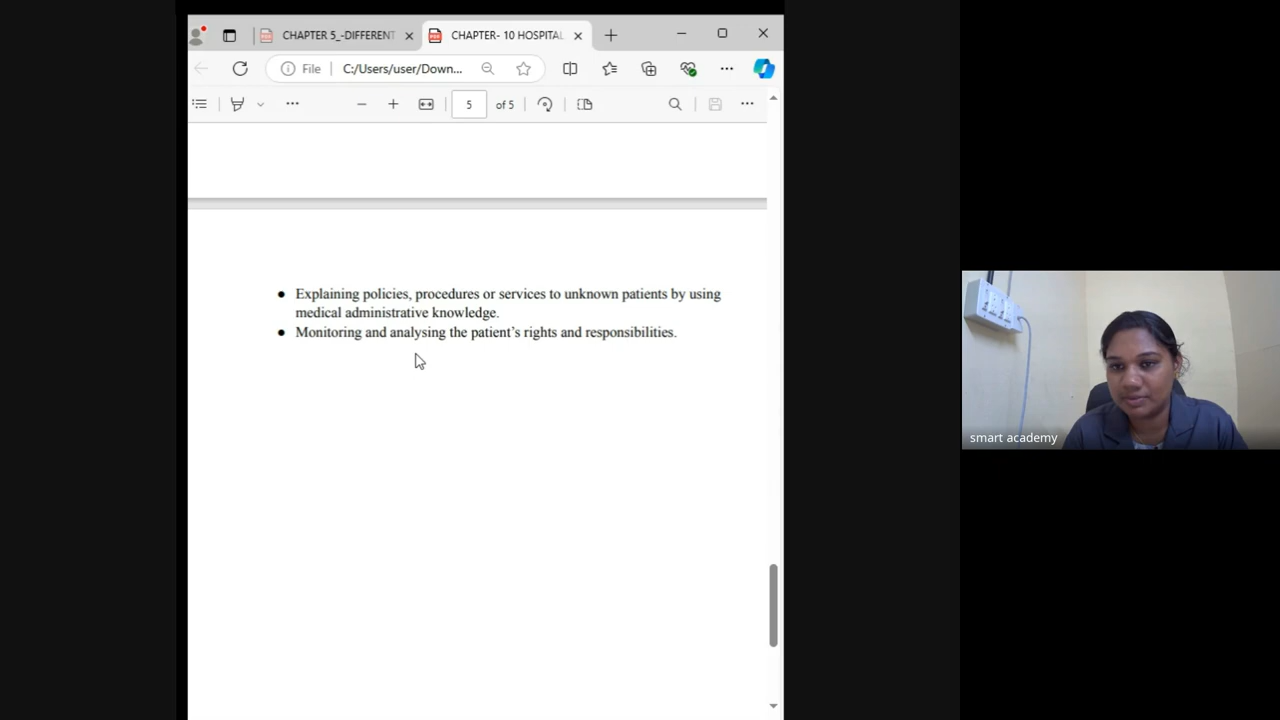 CHAPTER 5_-DIFFERENT
CHAPTER- 10 HOSPITAL
File
C:/Users/user/Down...
5 of 5
● Explaining policies, procedures or services to unknown patients by using
medical administrative knowledge.
● Monitoring and analysing the patient's rights and responsibilities.
smart academy